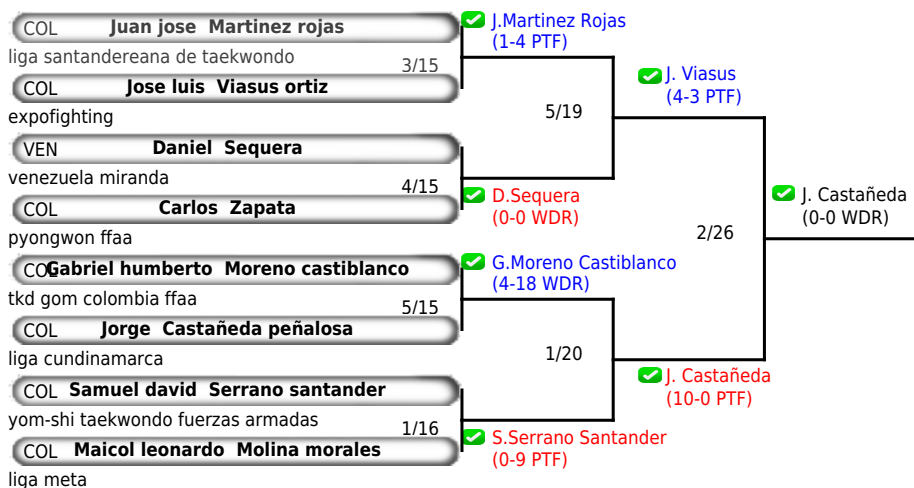 COL Juan jose Martinez rojas
liga santandereana de taekwondo
3/15
COL Jose luis Viasus ortiz
expofighting
J.Martinez Rojas
(1-4 PTF)
5/19
VEN Daniel Sequera
venezuela miranda
4/15
COL Carlos Zapata
pyongwon ffaa
D.Sequera
(0-0 WDR)
J. Viasus
(4-3 PTF)
2/26
J. Castañeda
(0-0 WDR)
COL Gabriel humberto Moreno castiblanco
tkd gom colombia ffaa
5/15
COL Jorge Castañeda peñalosa
liga cundinamarca
G.Moreno Castiblanco
(4-18 WDR)
1/20
J. Castañeda
(10-0 PTF)
COL Samuel david Serrano santander
yom-shi taekwondo fuerzas armadas
1/16
COL Maicol leonardo Molina morales
liga meta
S.Serrano Santander
(0-9 PTF)